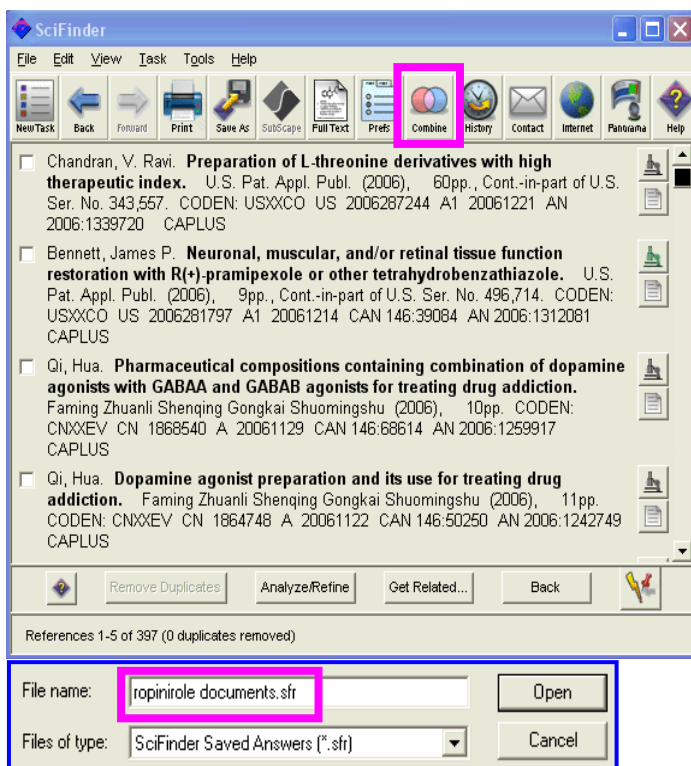 SciFinder
File Edit View Task Tools Help
New Task Back Forward Print Save As SubScape Full Text Prefs Combine History Contact Internet Panorama Help
Chandran, V. Ravi. Preparation of L-threonine derivatives with high
therapeutic index. U.S. Pat. Appl. Publ. (2006), 60pp., Cont.-in-part of U.S.
Ser. No. 343,557. CODEN: USXXCO US 2006287244 A1 20061221 AN
2006:1339720 CAPLUS
Bennett, James P. Neuronal, muscular, and/or retinal tissue function
restoration with R(+)-pramipexole or other tetrahydrobenzathiazole. U.S.
Pat. Appl. Publ. (2006), 9pp., Cont.-in-part of U.S. Ser. No. 496,714. CODEN:
USXXCO US 2006281797 A1 20061214 CAN 146:39084 AN 2006:1312081
CAPLUS
Qi, Hua. Pharmaceutical compositions containing combination of dopamine
agonists with GABAA and GABAB agonists for treating drug addiction.
Faming Zhuanli Shenqing Gongkai Shuomingshu (2006), 10pp. CODEN:
CNXXEV CN 1868540 A 20061129 CAN 146:68614 AN 2006:1259917
CAPLUS
Qi, Hua. Dopamine agonist preparation and its use for treating drug
addiction. Faming Zhuanli Shenqing Gongkai Shuomingshu (2006), 11pp.
CODEN: CNXXEV CN 1864748 A 20061122 CAN 146:50250 AN 2006:1242749
CAPLUS
Remove Duplicates Analyze/Refine Get Related... Back
References 1-5 of 397 (0 duplicates removed)
File name: ropinirole documents.sfr Open
Files of type: SciFinder Saved Answers (*.sfr) Cancel